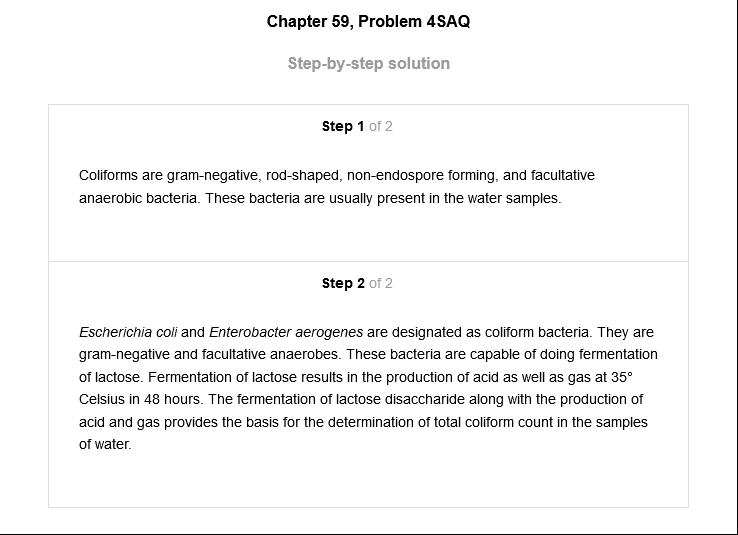 Chapter 59, Problem 4SAQ
Step-by-step solution
Step 1 of 2
Coliforms are gram-negative, rod-shaped, non-endospore forming, and facultative
anaerobic bacteria. These bacteria are usually present in the water samples.
Step 2 of 2
Escherichia coli and Enterobacter aerogenes are designated as coliform bacteria. They are
gram-negative and facultative anaerobes. These bacteria are capable of doing fermentation
of lactose. Fermentation of lactose results in the production of acid as well as gas at 35°
Celsius in 48 hours. The fermentation of lactose disaccharide along with the production of
acid and gas provides the basis for the determination of total coliform count in the samples
of water.